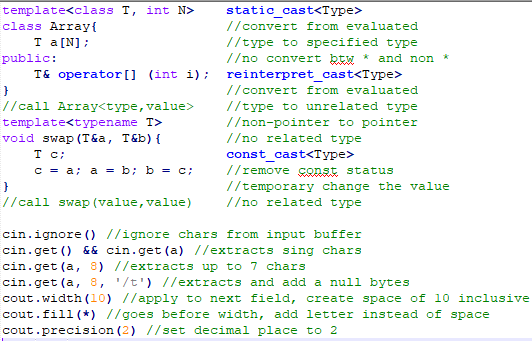 template<class T, int N>    static_cast<Type>
class Array{                //convert from evaluated
    T a[N];                 //type to specified type
public:                     //no convert btw * and non *
    T& operator[] (int i);  reinterpret_cast<Type>
}                           //convert from evaluated
//call Array<type,value>    //type to unrelated type
template<typename T>        //non-pointer to pointer
void swap(T&a, T&b){        //no related type
    T c;                    const_cast<Type>
    c = a; a = b; b = c;    //remove const status
}                           //temporary change the value
//call swap(value,value)    //no related type

cin.ignore() //ignore chars from input buffer
cin.get() && cin.get(a) //extracts sing chars
cin.get(a, 8) //extracts up to 7 chars
cin.get(a, 8, '/t') //extracts and add a null bytes
cout.width(10) //apply to next field, create space of 10 inclusive
cout.fill(*) //goes before width, add letter instead of space
cout.precision(2) //set decimal place to 2